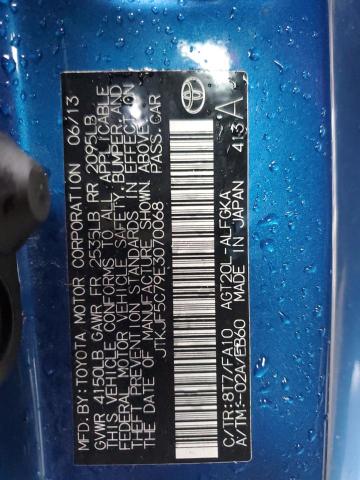 MFD.BY:TOYOTA MOTOR CORPORATION 06/13
GVWR 4150LB GAWR FR 2535LB RR 2095LB
THIS VEHICLE CONFORMS TO ALL APPLICABLE
FEDERAL MOTOR VEHICLE SAFETY, BUMPER, AND
THEFT PREVENTION STANDARDS IN EFFECT ON
THE DATE OF MANUFACTURE SHOWN ABOVE.
JTKJF5C79E3070068 PASS.CAR
C/TR:8T7/FA10 AGT20L-ALFGKA
A/TM:-02A/EB60 MADE IN JAPAN 413
A